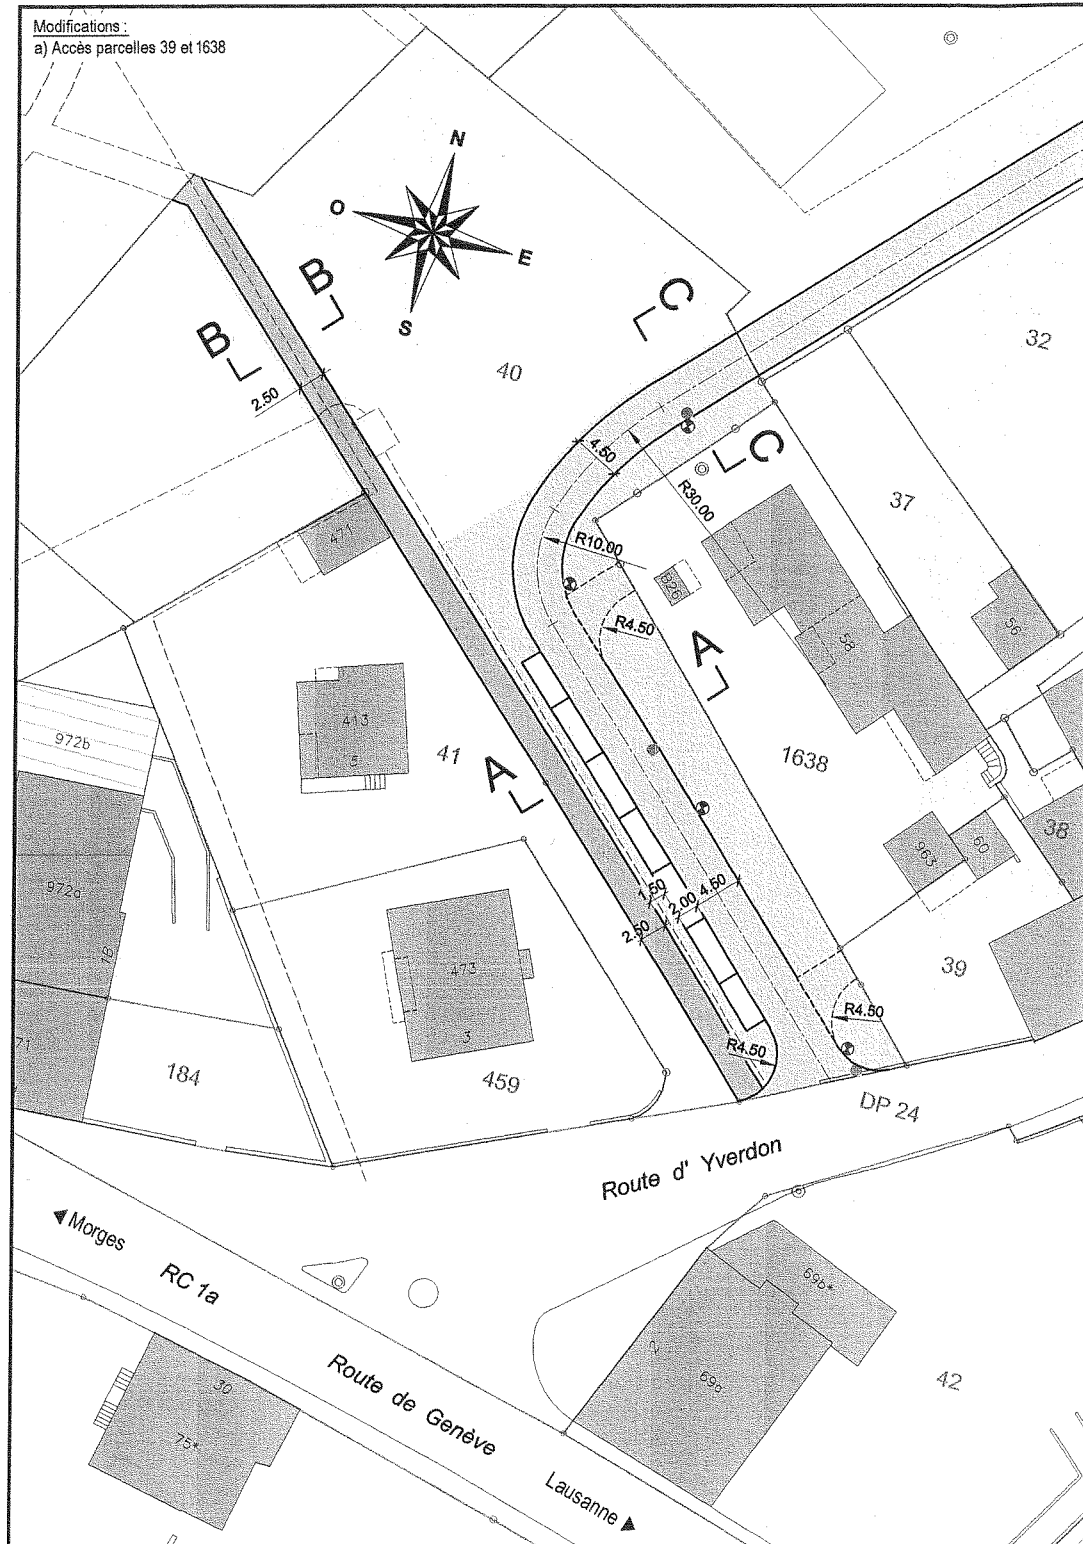 Modifications :
a) Accès parcelles 39 et 1638
N
O
E
S
B
B
C
C
2.50
40
32
4.50
R30.00
R10.00
37
471
B26
R4.50
A
58
56
413
5
41
A
1638
972b
38
963
60
972a
1B
1.50
2.00
4.50
2.50
473
3
39
R4.50
R4.50
71
184
459
DP 24
Route d' Yverdon
Morges
RC 1a
69b*
2
69a
42
Route de Genève
30
75*
Lausanne